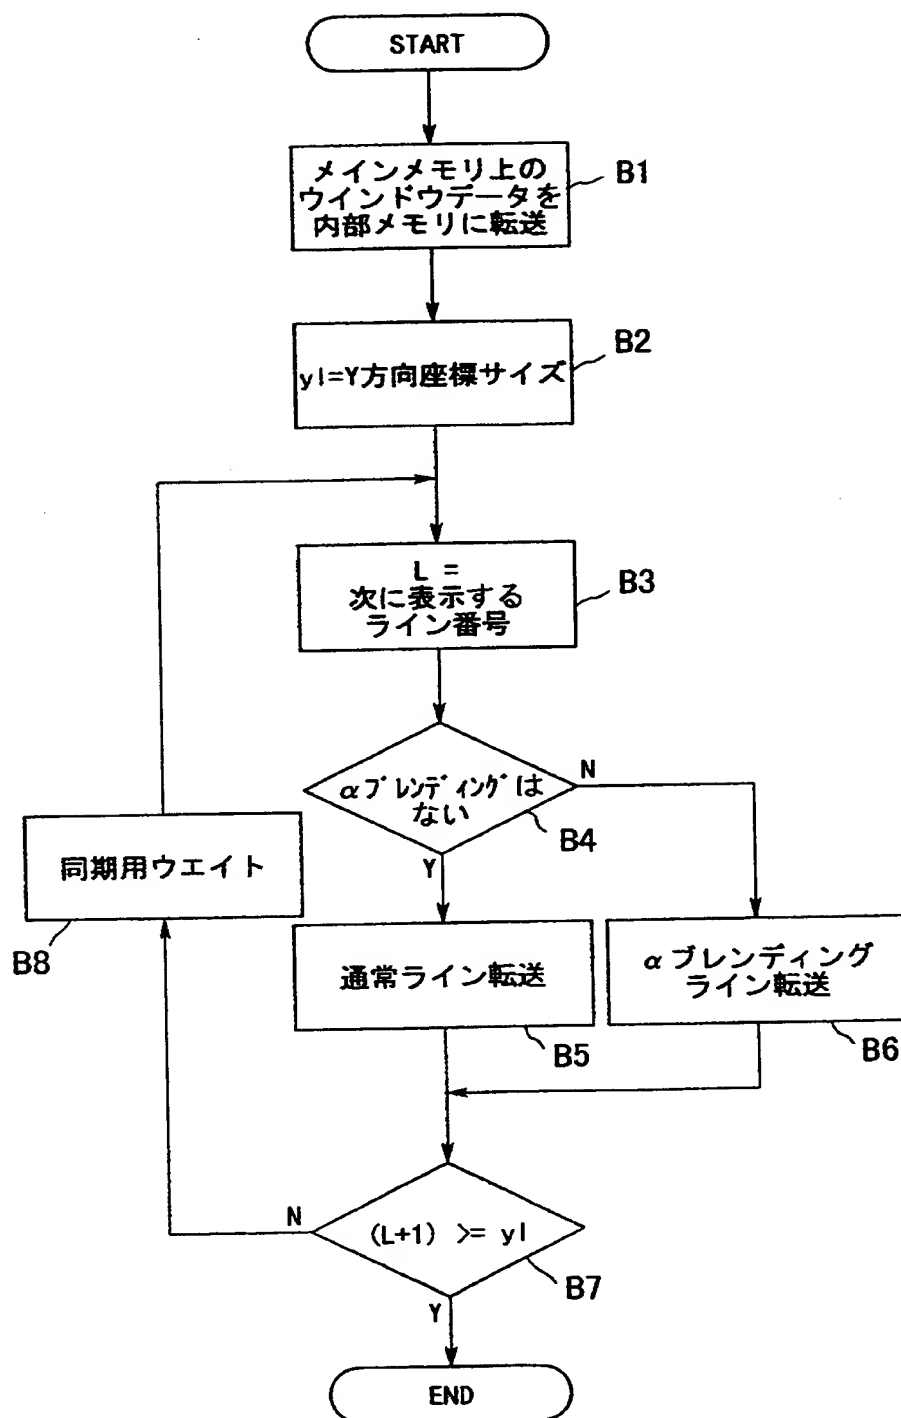 START
メインメモリ上の
ウインドウデータを
内部メモリに転送
B1
yl=Y方向座標サイズ
B2
L =
次に表示する
ライン番号
B3
αブレンディングは
ない
N
B4
Y
同期用ウエイト
B8
通常ライン転送
B5
αブレンディング
ライン転送
B6
N
(L+1) >= yl
B7
Y
END